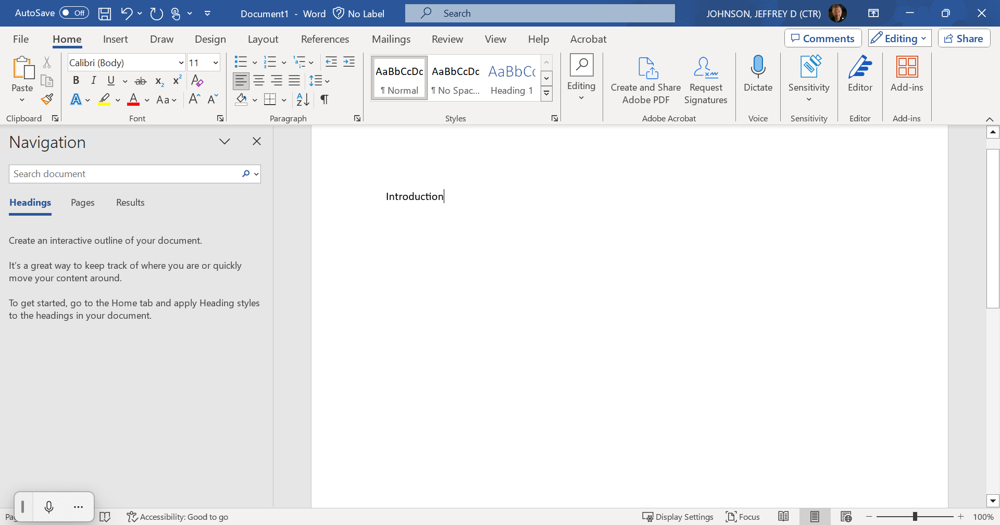 AutoSave Off Document1 - Word No Label Search JOHNSON, JEFFREY D (CTR)
File Home Insert Draw Design Layout References Mailings Review View Help Acrobat Comments Editing Share
Calibri (Body) 11
Paste
AaBbCcDc AaBbCcDc AaBbCc
¶ Normal ¶ No Spac... Heading 1
Editing
Create and Share
Adobe PDF
Request
Signatures
Dictate
Sensitivity
Editor
Add-ins
Clipboard Font Paragraph Styles Adobe Acrobat Voice Sensitivity Editor Add-ins
Navigation
Search document
Headings Pages Results
Create an interactive outline of your document.
It's a great way to keep track of where you are or quickly
move your content around.
To get started, go to the Home tab and apply Heading styles
to the headings in your document.
Introduction
Accessibility: Good to go Display Settings Focus 100%